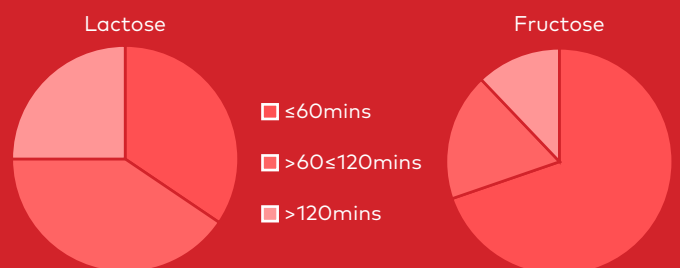 Lactose
Fructose
≤60mins
>60≤120mins
>120mins